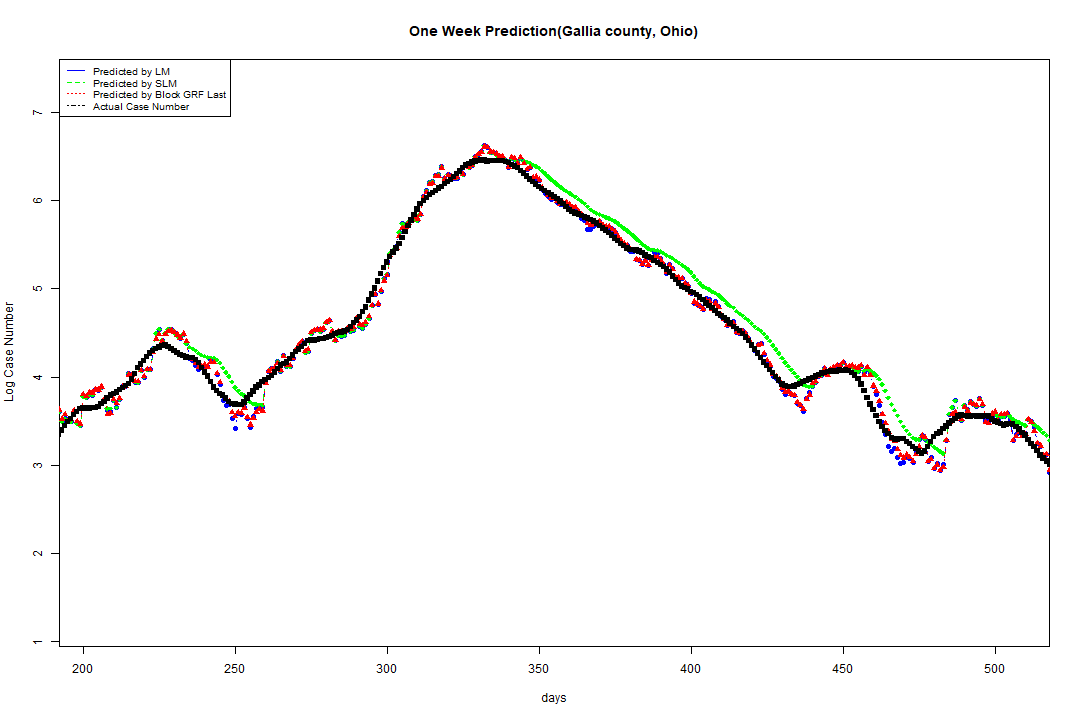 One Week Prediction(Gallia county, Ohio)
Predicted by LM
Predicted by SLM
Predicted by Block GRF Last
Actual Case Number
7
6
5
4
3
2
1
Log Case Number
200 250 300 350 400 450 500
days